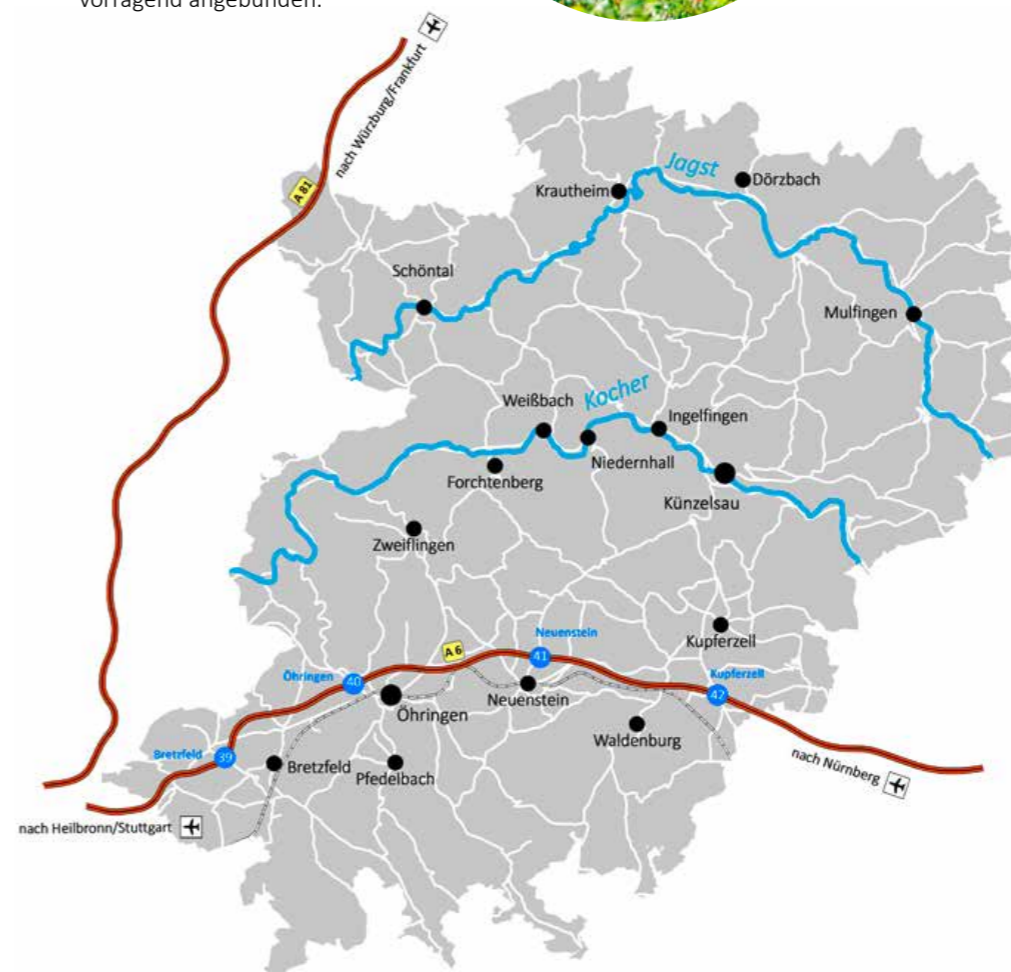 vorragend angebunden.
nach Würzburg/Frankfurt
A 81
Jagst
Krautheim
Dörzbach
Schöntal
Mulfingen
Kocher
Weißbach
Ingelfingen
Niedernhall
Forchtenberg
Künzelsau
Zweiflingen
Neuenstein
Kupferzell
A 6
41
Öhringen
40
Kupferzell
42
Neuenstein
Öhringen
Waldenburg
Bretzfeld
39
Bretzfeld
Pfedelbach
nach Nürnberg
nach Heilbronn/Stuttgart